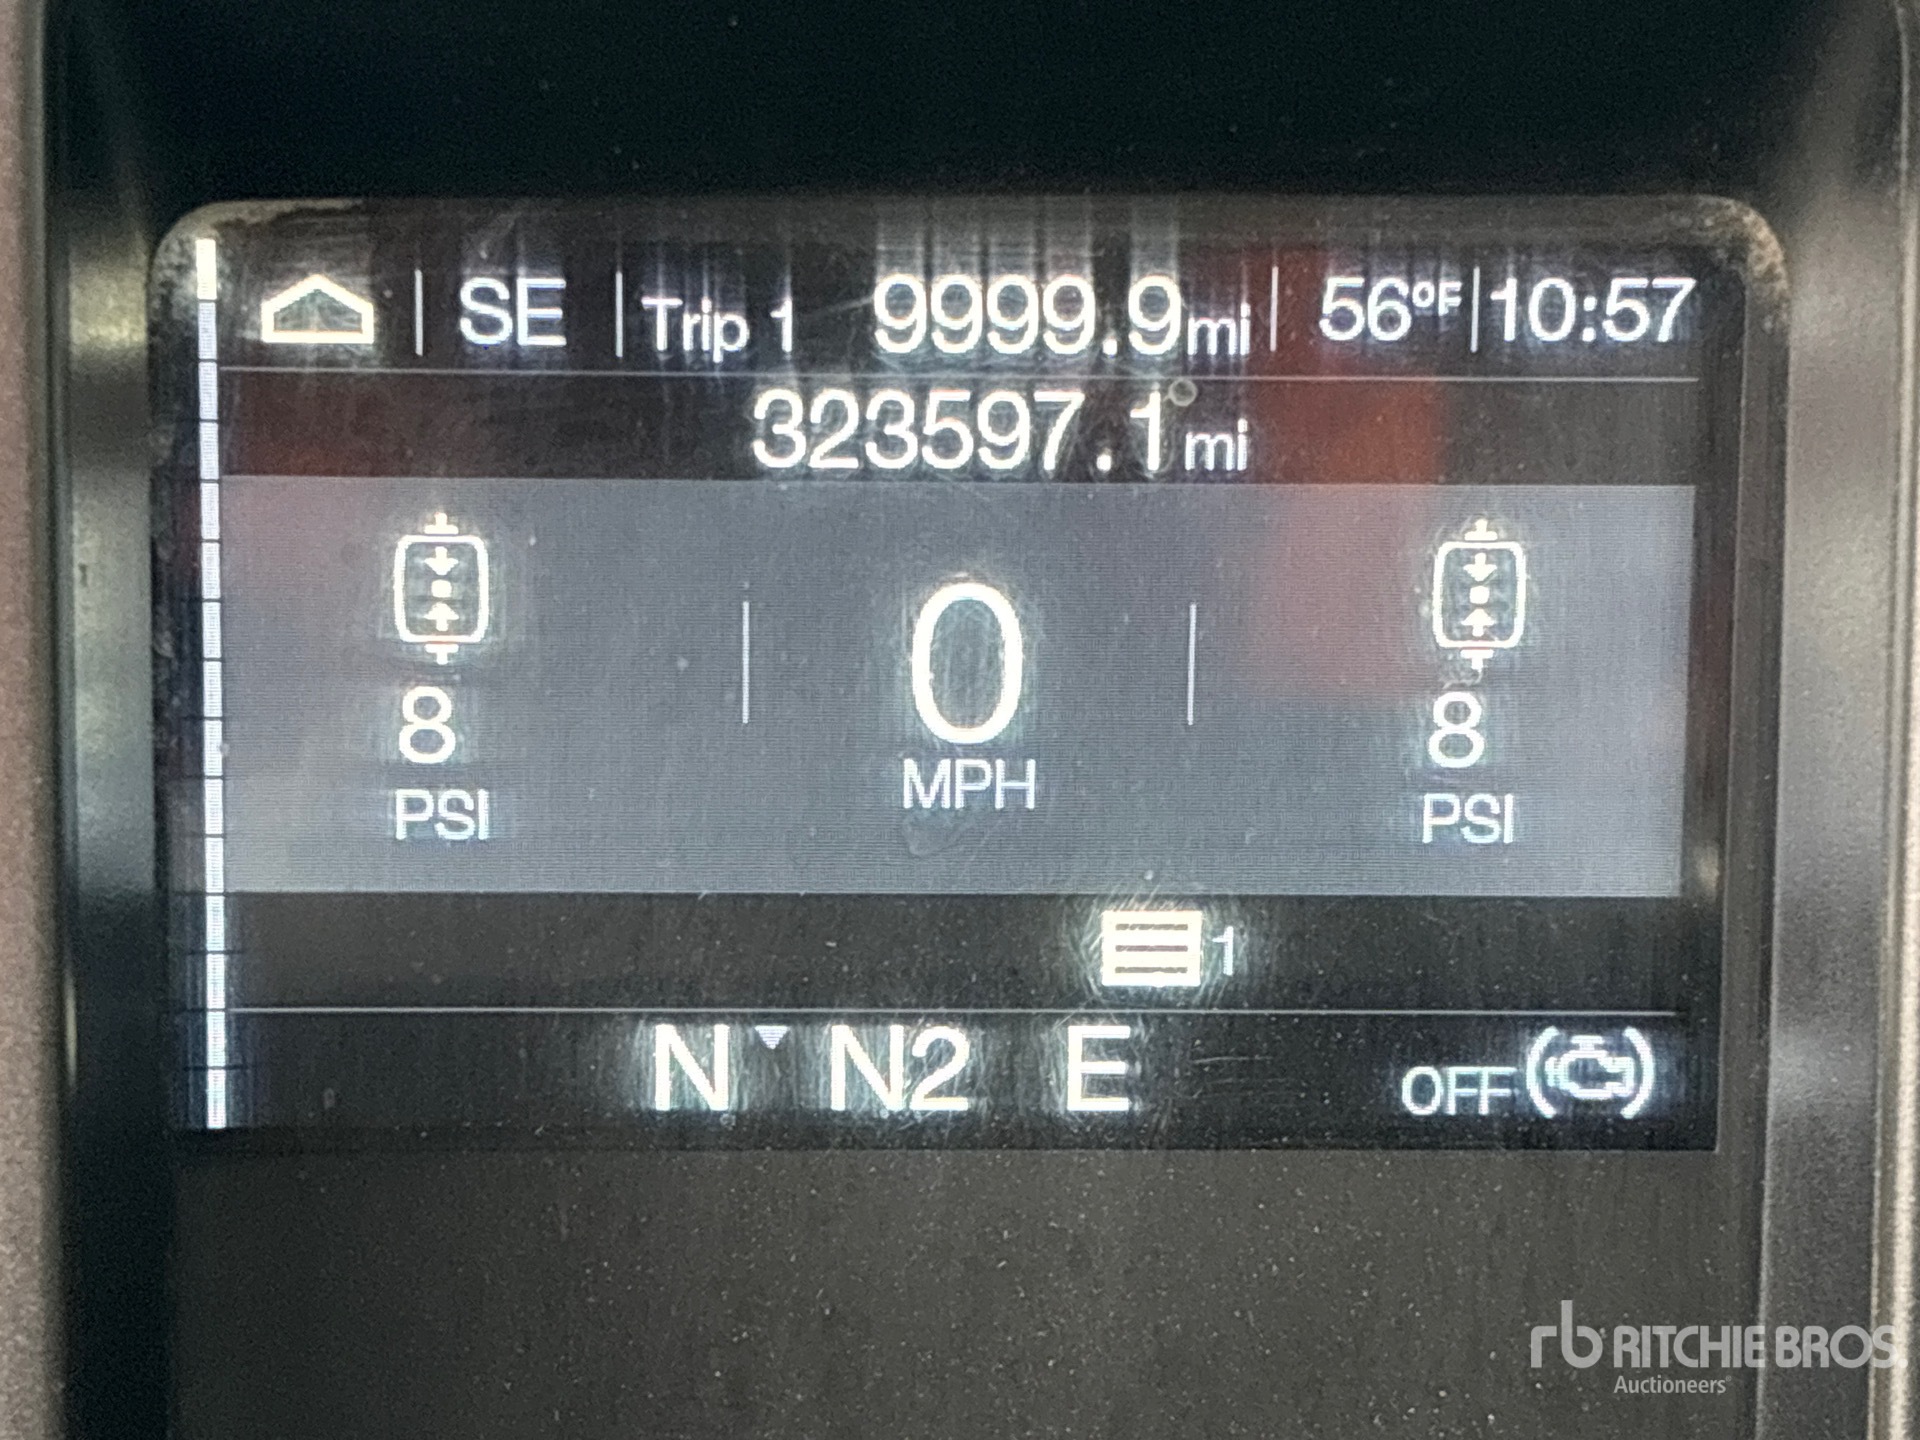 SE Trip 1 9999.9mi 56°F 10:57
323597.1mi
8 0 8
PSI MPH PSI
1
N N2 E OFF
rb RITCHIE BROS.
Auctioneers